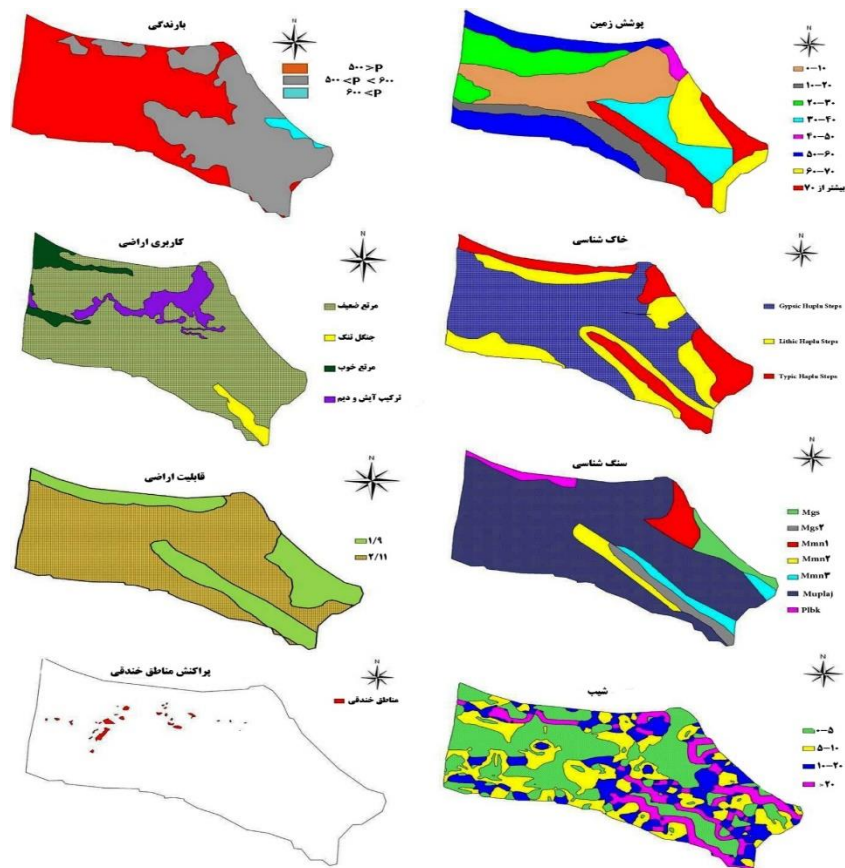 بارندگی
N
۵۰۰>P
۵۰۰<P < ۶۰۰
۶۰۰<P
پوشش زمین
N
۰-۱۰
۱۰-۲۰
۲۰-۳۰
۳۰-۴۰
۴۰-۵۰
۵۰-۶۰
۶۰-۷۰
بیشتر از ۷۰
کاربری اراضی
N
مرتع ضعیف
جنگل تنک
مرتع خوب
ترکیب آیش و دیم
خاک شناسی
N
Gypsic Haplu Steps
Lithic Haplu Steps
Typic Haplu Steps
قابلیت اراضی
N
۱/۹
۲/۱۱
سنگ شناسی
N
Mgs
Mgs۲
Mmn۱
Mmn۲
Mmn۳
Muplaj
Plbk
پراکنش مناطق خندقی
N
مناطق خندقی
شیب
N
۰-۵
۵-۱۰
۱۰-۲۰
>۲۰